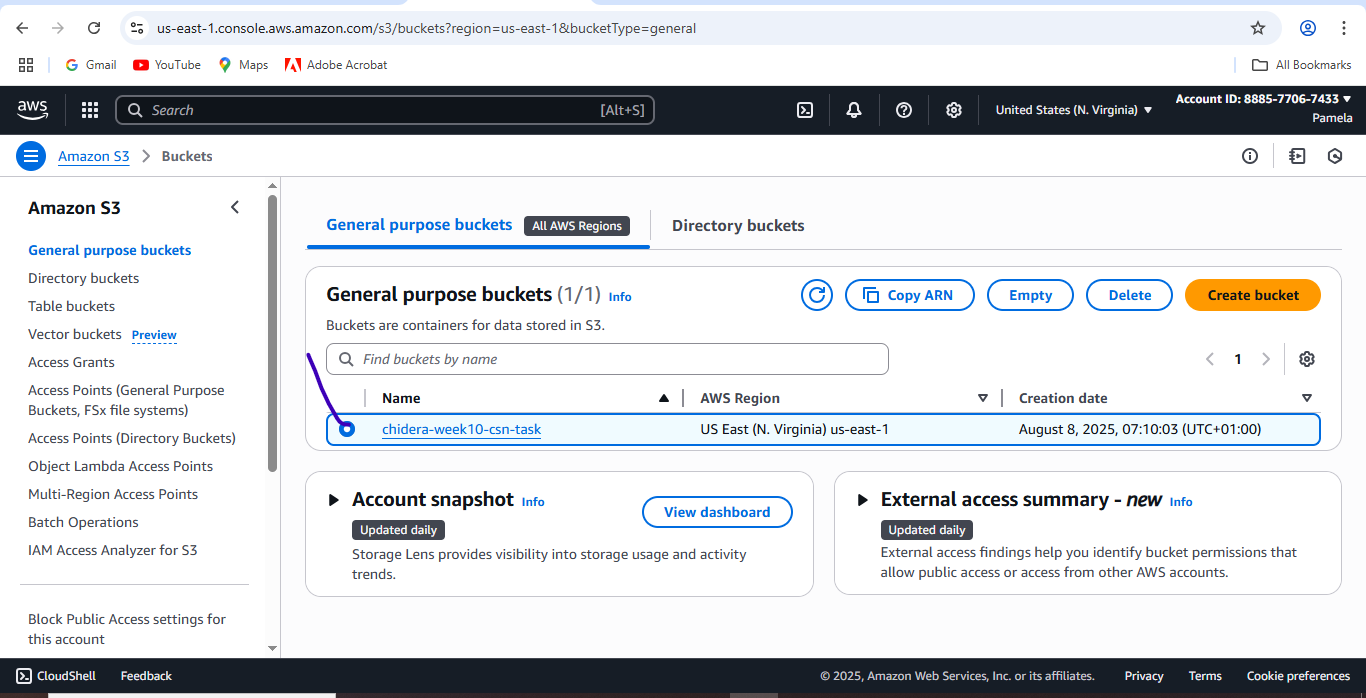 us-east-1.console.aws.amazon.com/s3/buckets?region=us-east-1&bucketType=general
Gmail YouTube Maps Adobe Acrobat All Bookmarks
aws Search [Alt+S] United States (N. Virginia) Account ID: 8885-7706-7433
Pamela
Amazon S3 Buckets
Amazon S3
General purpose buckets
Directory buckets
Table buckets
Vector buckets Preview
Access Grants
Access Points (General Purpose
Buckets, FSx file systems)
Access Points (Directory Buckets)
Object Lambda Access Points
Multi-Region Access Points
Batch Operations
IAM Access Analyzer for S3
Block Public Access settings for
this account
General purpose buckets All AWS Regions Directory buckets
General purpose buckets (1/1) Info Copy ARN Empty Delete Create bucket
Buckets are containers for data stored in S3.
Find buckets by name 1
Name AWS Region Creation date
chidera-week10-csn-task US East (N. Virginia) us-east-1 August 8, 2025, 07:10:03 (UTC+01:00)
Account snapshot Info View dashboard
Updated daily
Storage Lens provides visibility into storage usage and activity
trends.
External access summary - new Info
Updated daily
External access findings help you identify bucket permissions that
allow public access or access from other AWS accounts.
CloudShell Feedback © 2025, Amazon Web Services, Inc. or its affiliates. Privacy Terms Cookie preferences